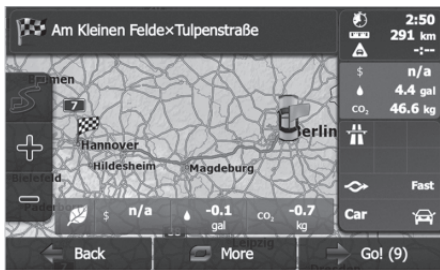 Am Kleinen Felde×Tulpenstraße
2:50
291 km
-:--
$ n/a
4.4 gal
CO₂ 46.6 kg
Fast
Car
7
Hannover
Hildesheim
Magdeburg
erlin
$ n/a
-0.1 gal
CO₂ -0.7 kg
Back
More
Go! (9)